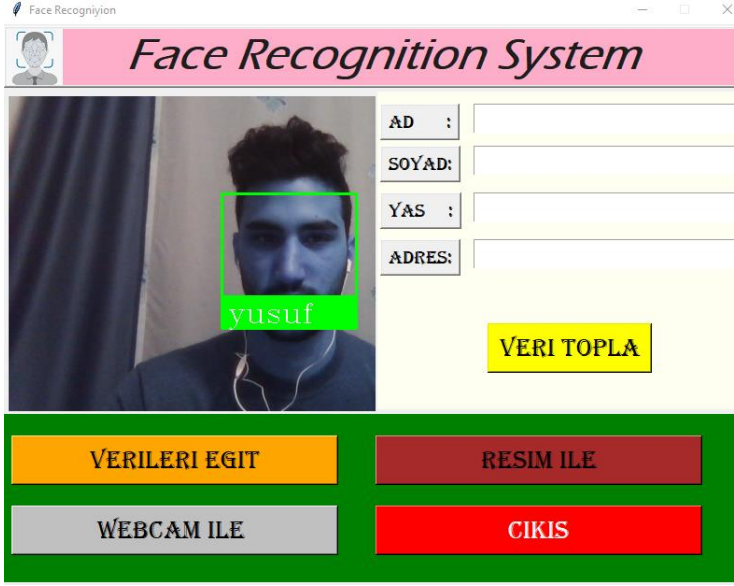 Face Recogniyion
Face Recognition System
AD :
SOYAD:
YAS :
ADRES:
yusuf
VERI TOPLA
VERILERI EGIT
RESIM ILE
WEBCAM ILE
CIKIS